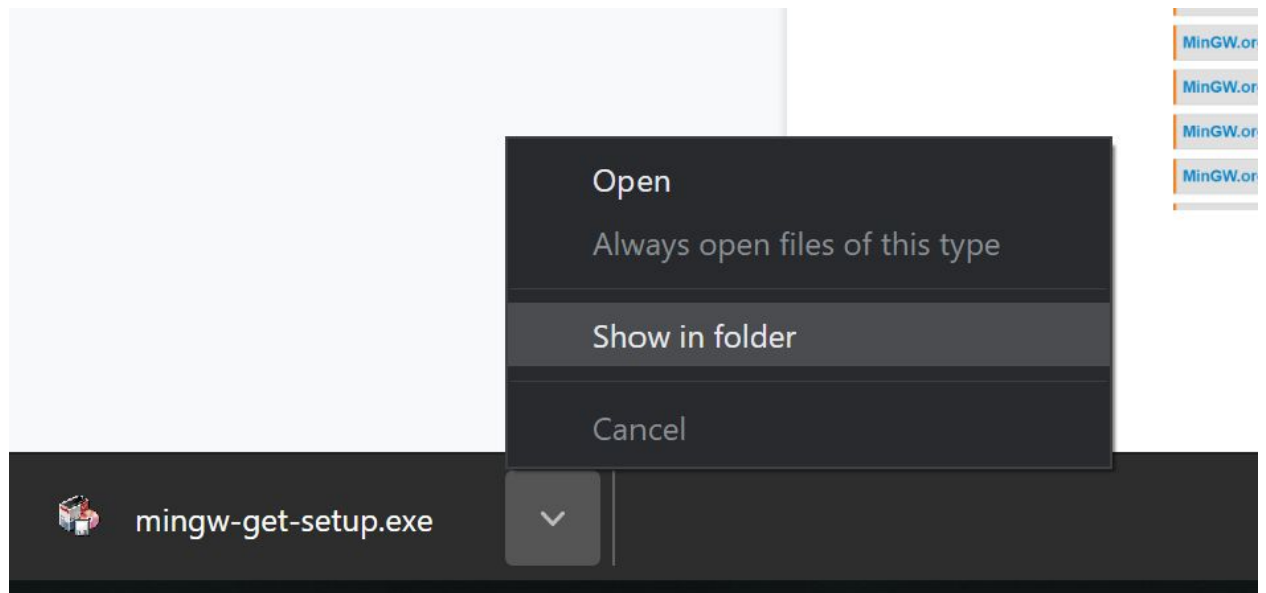 MinGW.or
MinGW.or
MinGW.or
MinGW.or
Open
Always open files of this type
Show in folder
Cancel
mingw-get-setup.exe